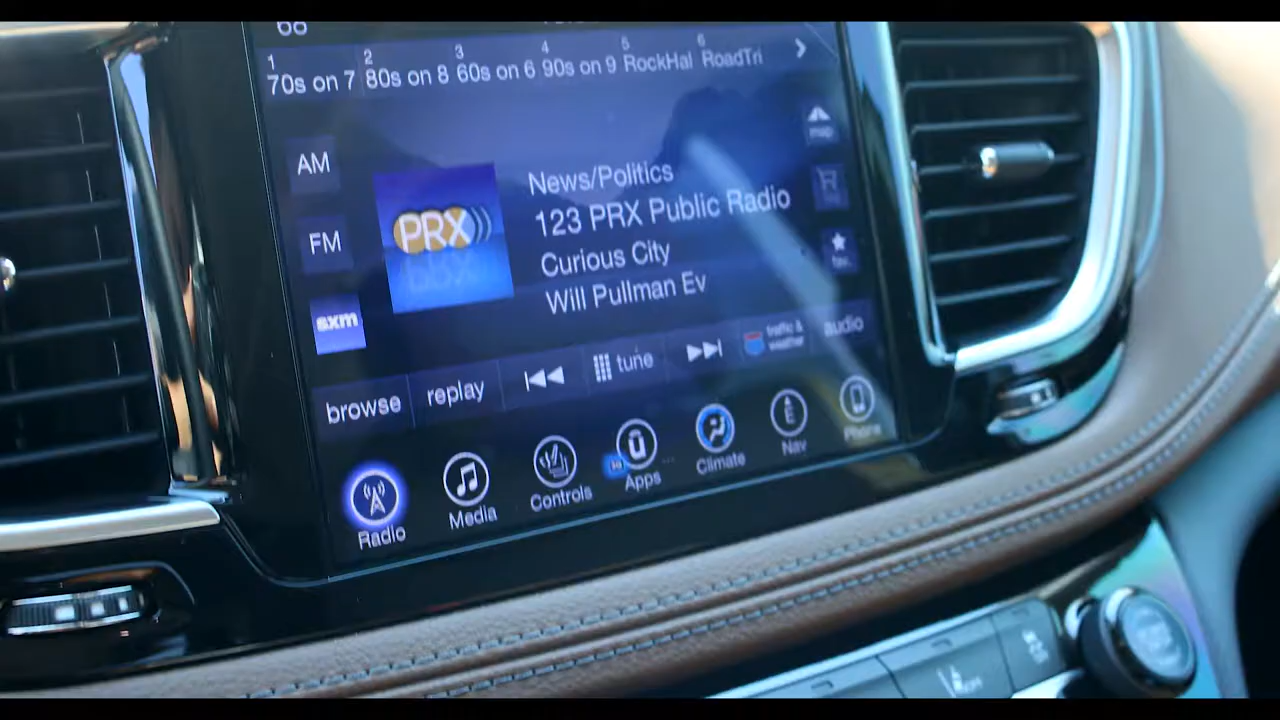 68
1 2 3 4 5 6
70s on 7 80s on 8 60s on 6 90s on 9 RockHal RoadTri
AM
FM
sxm
PRX
map
fav.
News/Politics
123 PRX Public Radio
Curious City
Will Pullman Ev
browse replay tune traffic & weather audio
Radio Media Controls Apps Climate Nav Phone
E
OFF